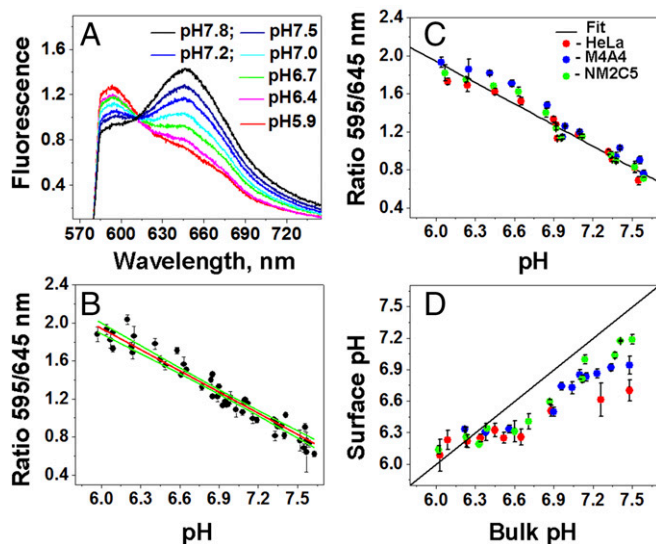 A
pH7.8; pH7.5
pH7.2; pH7.0
pH6.7
pH6.4
pH5.9
Fluorescence
1.2
0.8
0.4
570 600 630 660 690 720
Wavelength, nm
C
Fit
- HeLa
- M4A4
- NM2C5
Ratio 595/645 nm
2.4
2.0
1.6
1.2
0.8
0.4
6.0 6.3 6.6 6.9 7.2 7.5
pH
B
Ratio 595/645 nm
2.4
2.0
1.6
1.2
0.8
0.4
6.0 6.3 6.6 6.9 7.2 7.5
pH
D
Surface pH
7.5
7.2
6.9
6.6
6.3
6.0
6.0 6.3 6.6 6.9 7.2 7.5
Bulk pH